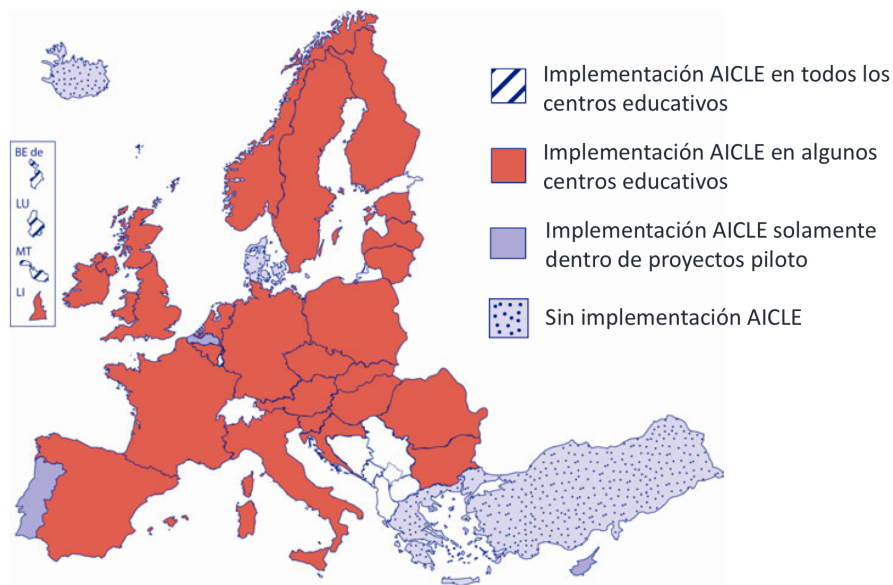 Implementación AICLE en todos los
centros educativos
Implementación AICLE en algunos
centros educativos
Implementación AICLE solamente
dentro de proyectos piloto
Sin implementación AICLE
BE de
LU
MT
LI